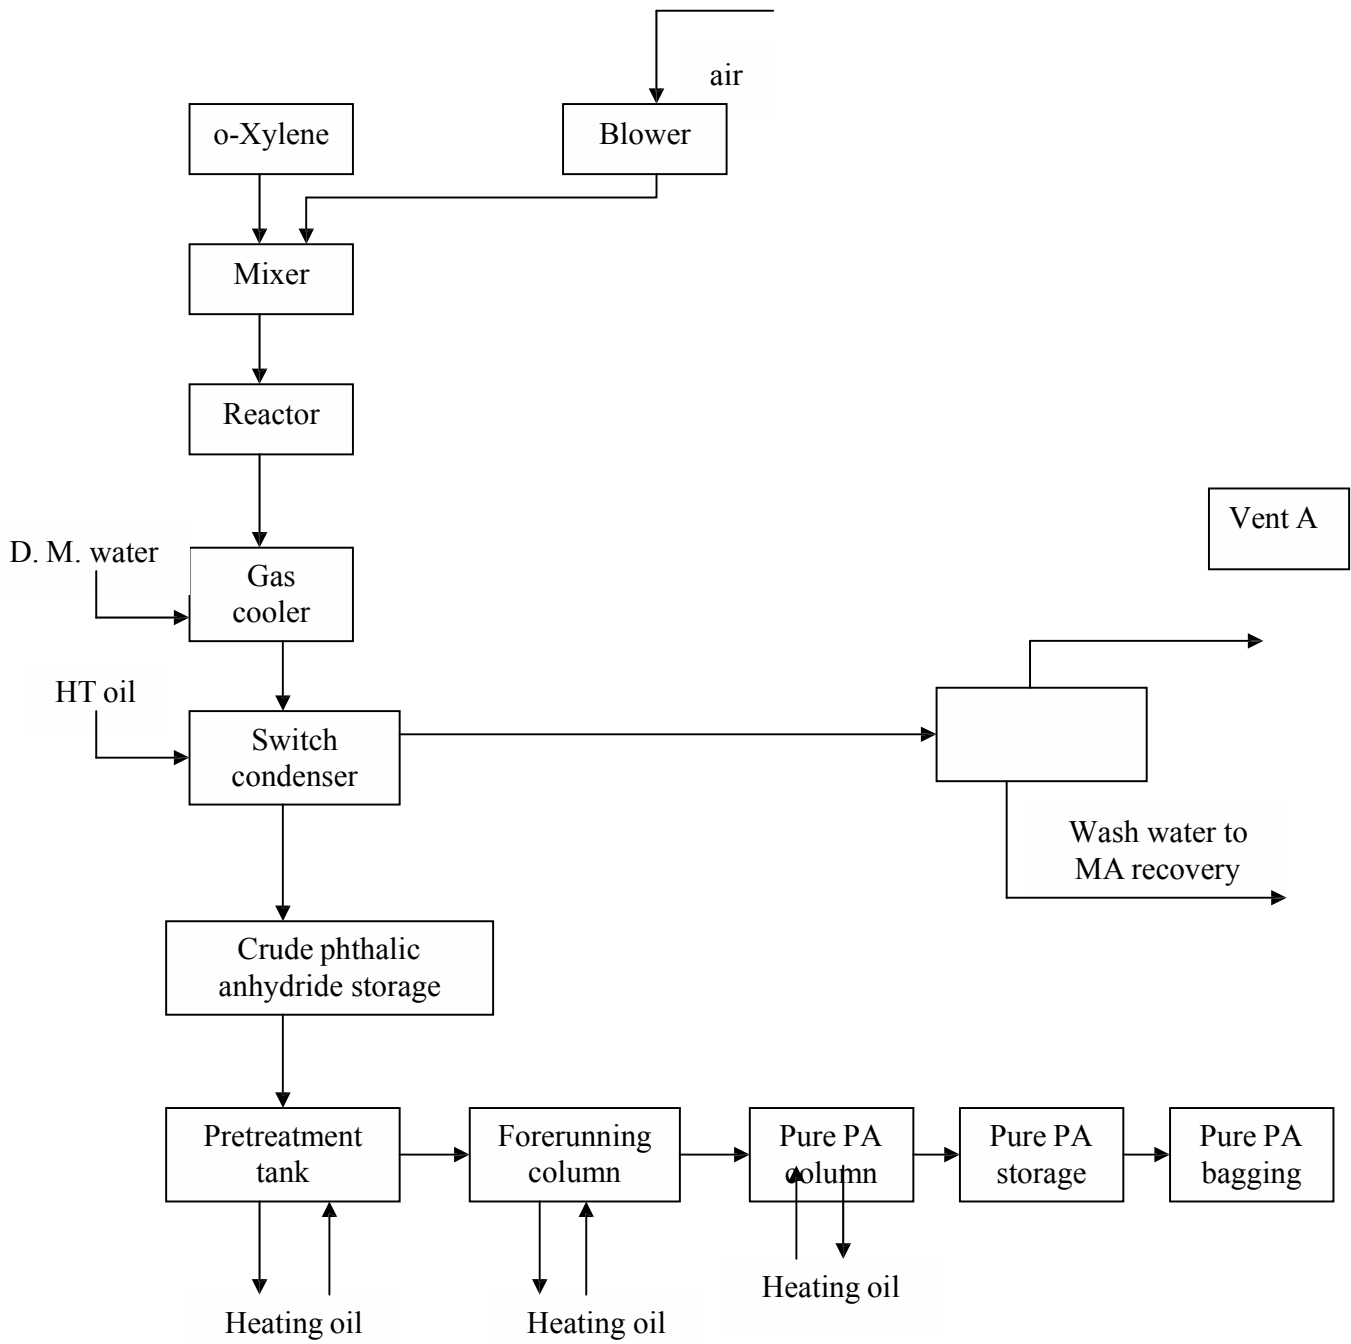 air
o-Xylene
Blower
Mixer
Reactor
Vent A
D. M. water
Gas
cooler
HT oil
Switch
condenser
Wash water to
MA recovery
Crude phthalic
anhydride storage
Pretreatment
tank
Forerunning
column
Pure PA
column
Pure PA
storage
Pure PA
bagging
Heating oil
Heating oil
Heating oil